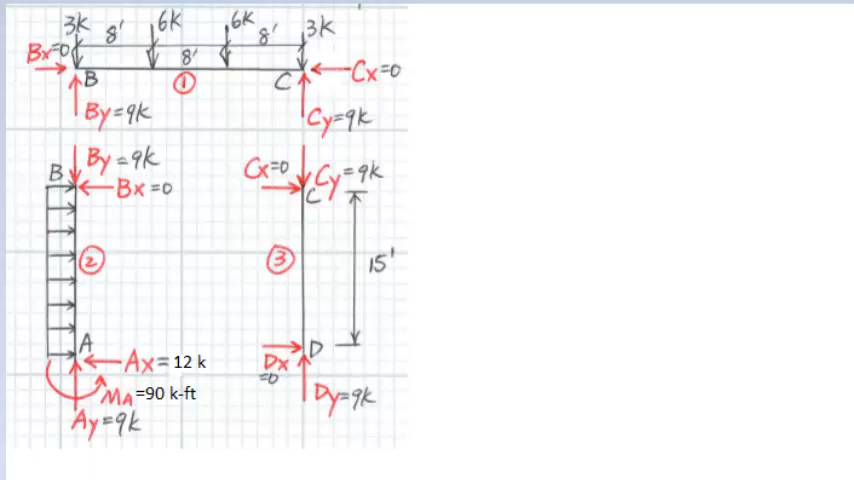 3K 6K 6K 3K
8' 8'
8'
Bx=0 B ① C Cx=0
By=9k Cy=9k
By=9k Cx=0 Cy=9k
B Bx=0 C
② ③ 15'
A D
Ax= 12 k Dx =0
MA =90 k-ft Dy=9k
Ay=9k